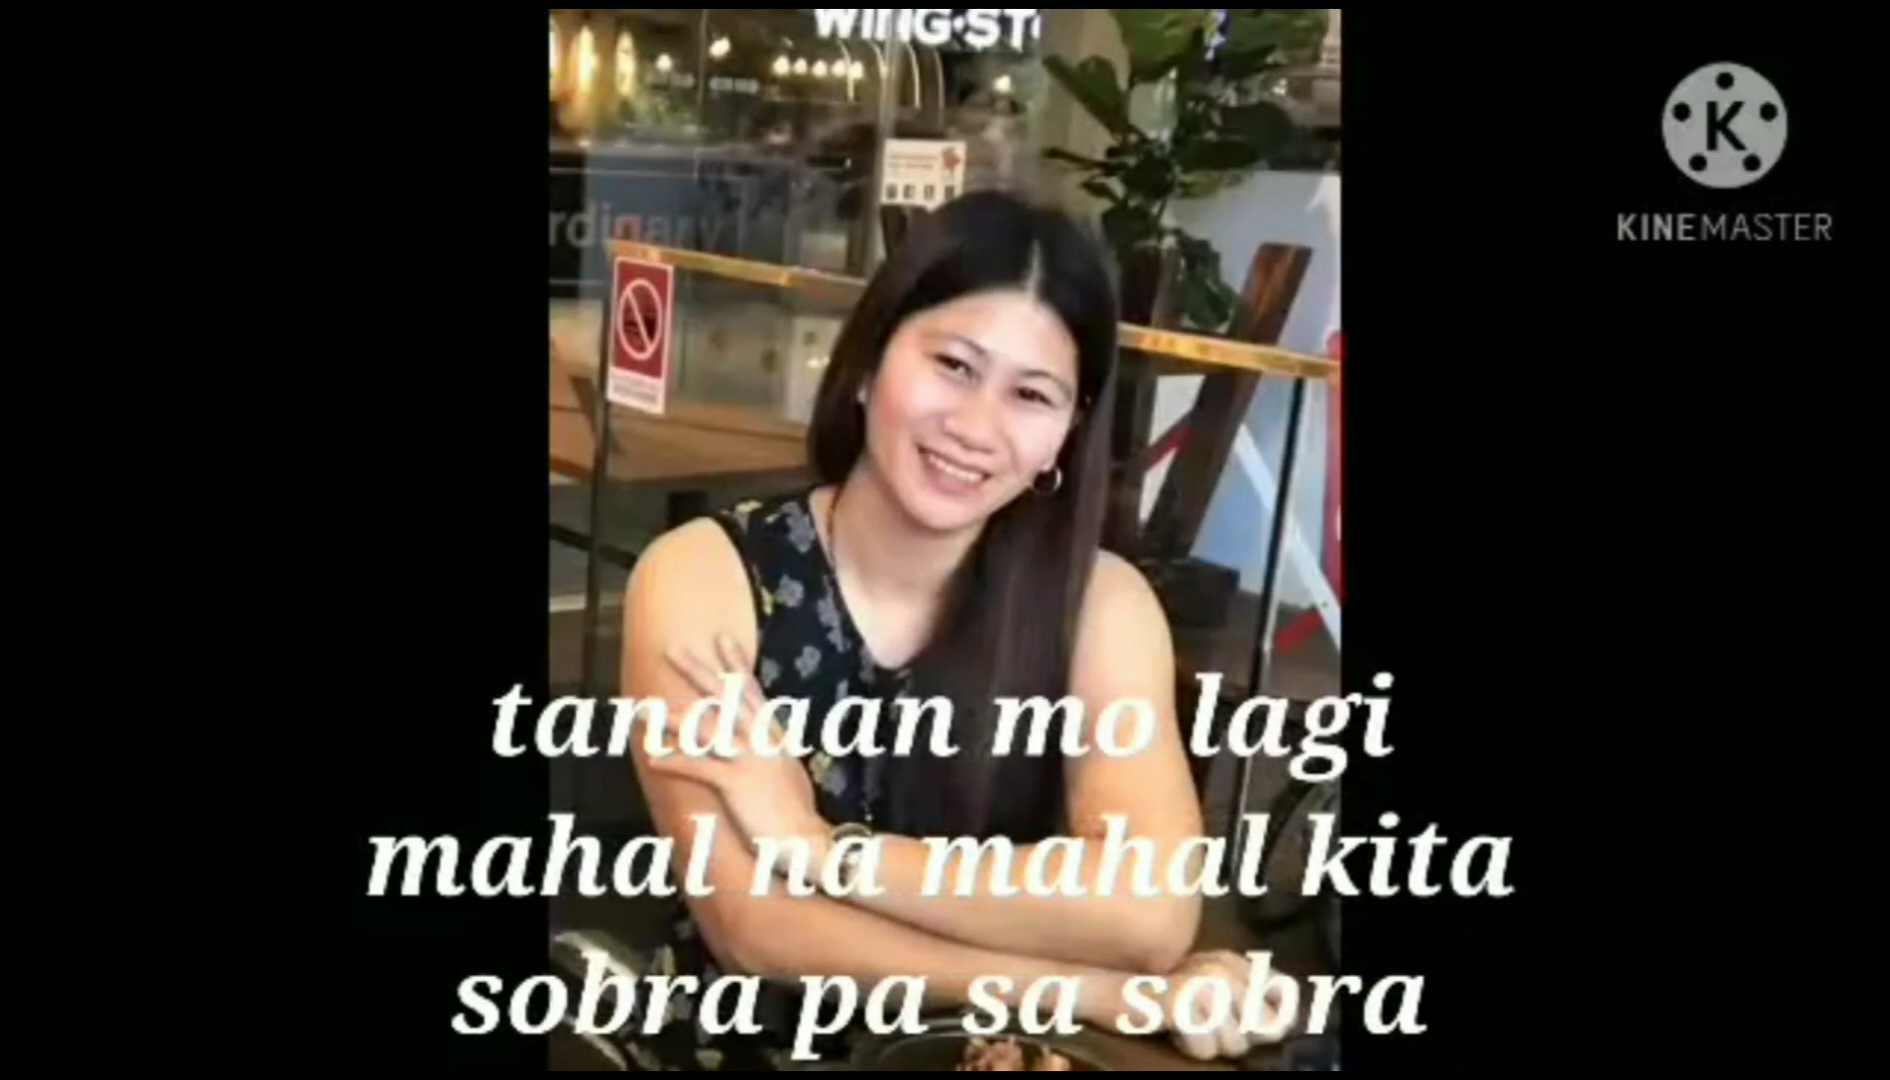 WING·ST
rdinary
K
KINEMASTER
tandaan mo lagi
mahal na mahal kita
sobra pa sa sobra